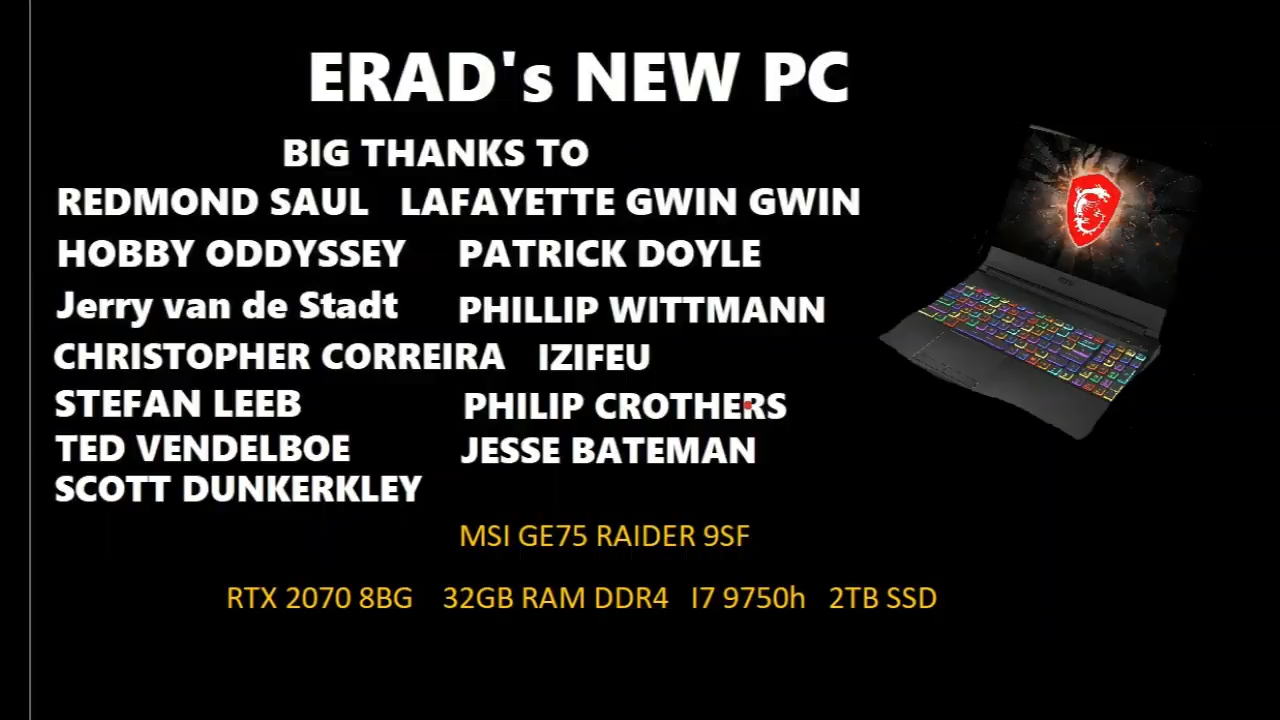 ERAD's NEW PC
BIG THANKS TO
REDMOND SAUL LAFAYETTE GWIN GWIN
HOBBY ODDYSSEY PATRICK DOYLE
Jerry van de Stadt PHILLIP WITTMANN
CHRISTOPHER CORREIRA IZIFEU
STEFAN LEEB PHILIP CROTHERS
TED VENDELBOE JESSE BATEMAN
SCOTT DUNKERKLEY
MSI GE75 RAIDER 9SF
RTX 2070 8BG 32GB RAM DDR4 I7 9750h 2TB SSD